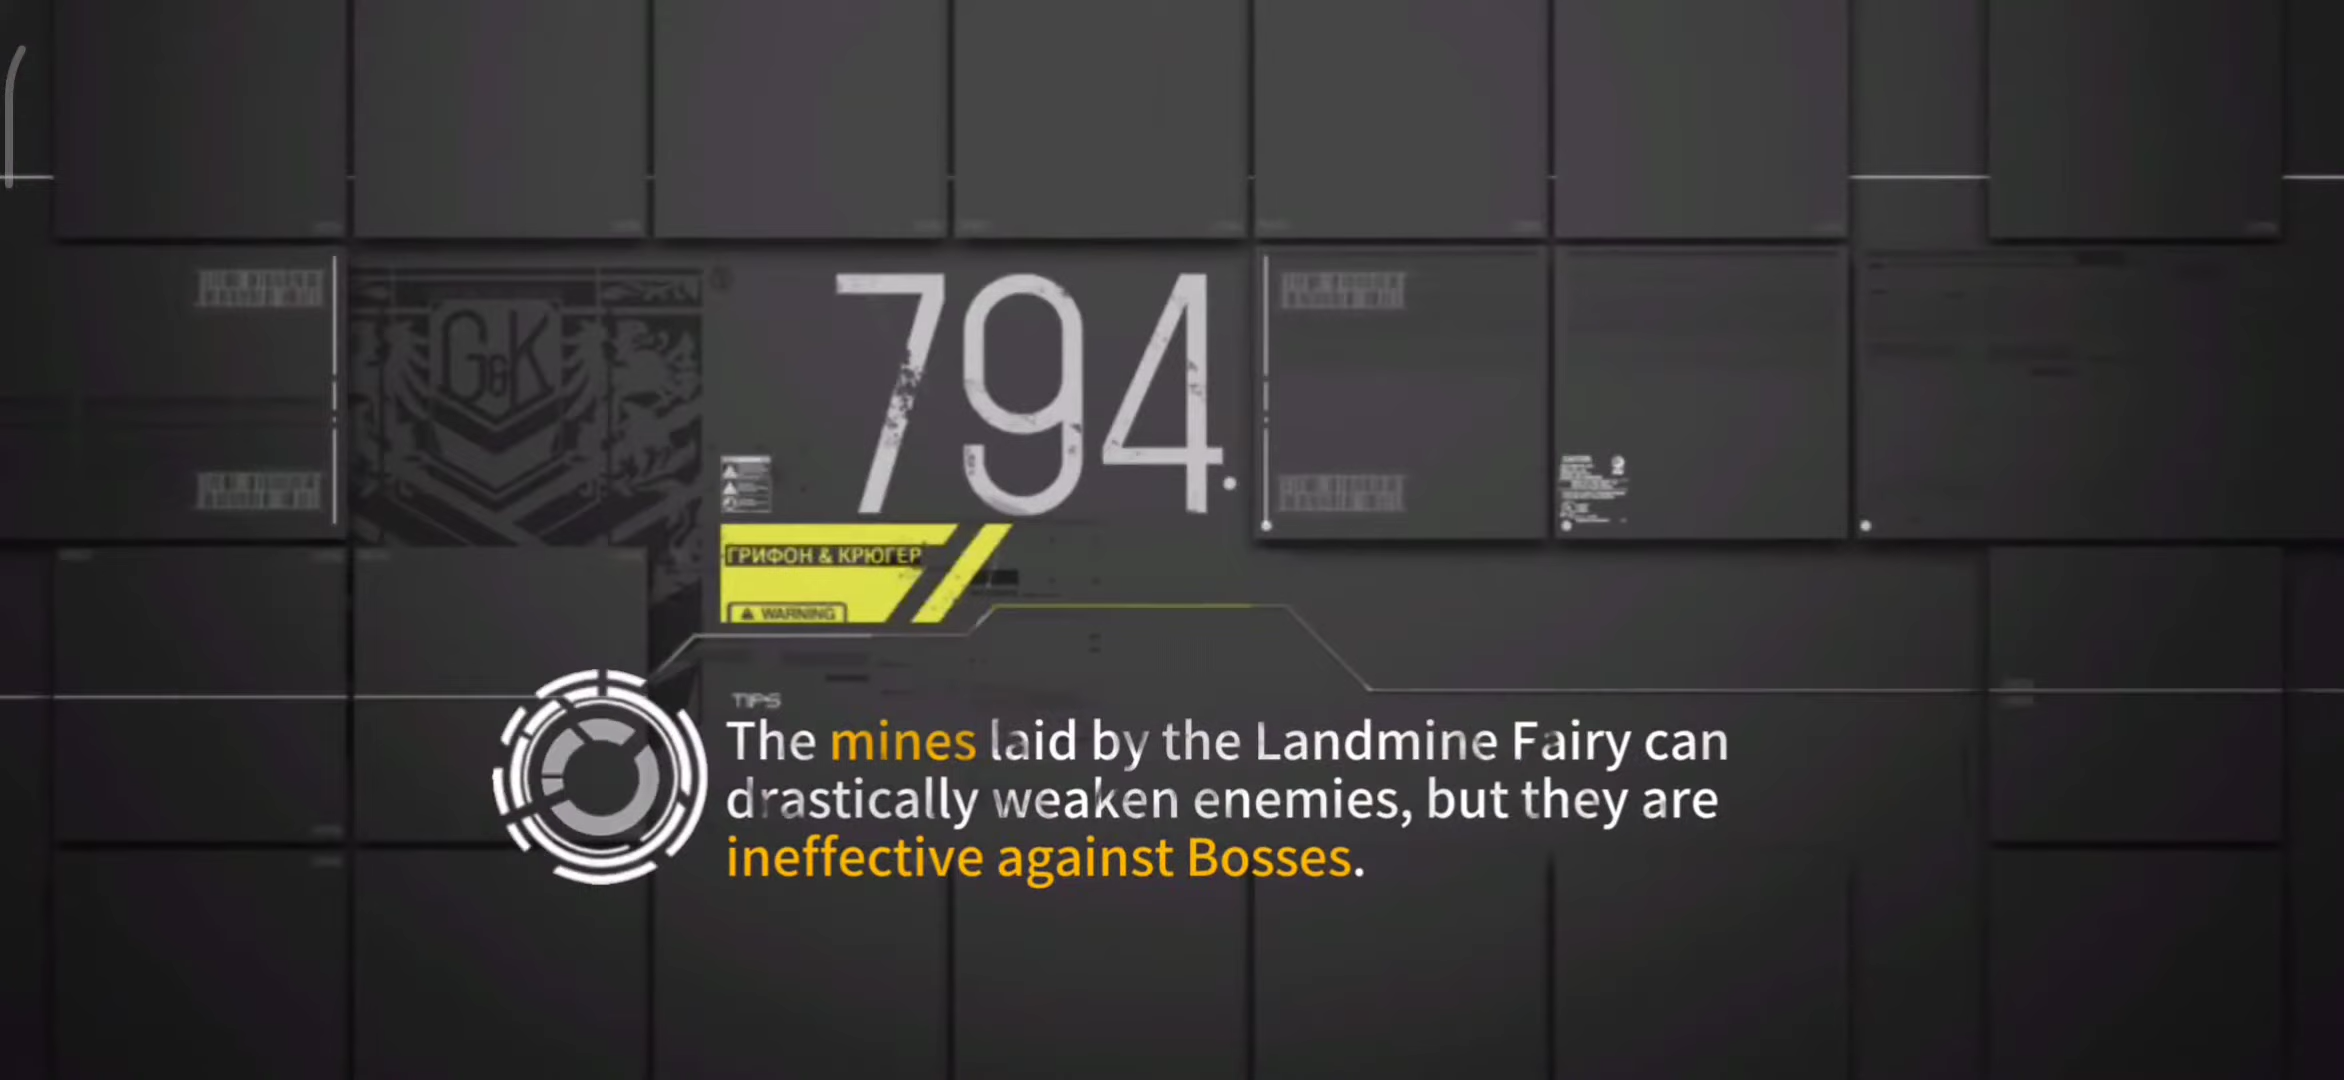 G&K
794
ГРИФОН & КРЮГЕР
WARNING
TIPS
The mines laid by the Landmine Fairy can
drastically weaken enemies, but they are
ineffective against Bosses.